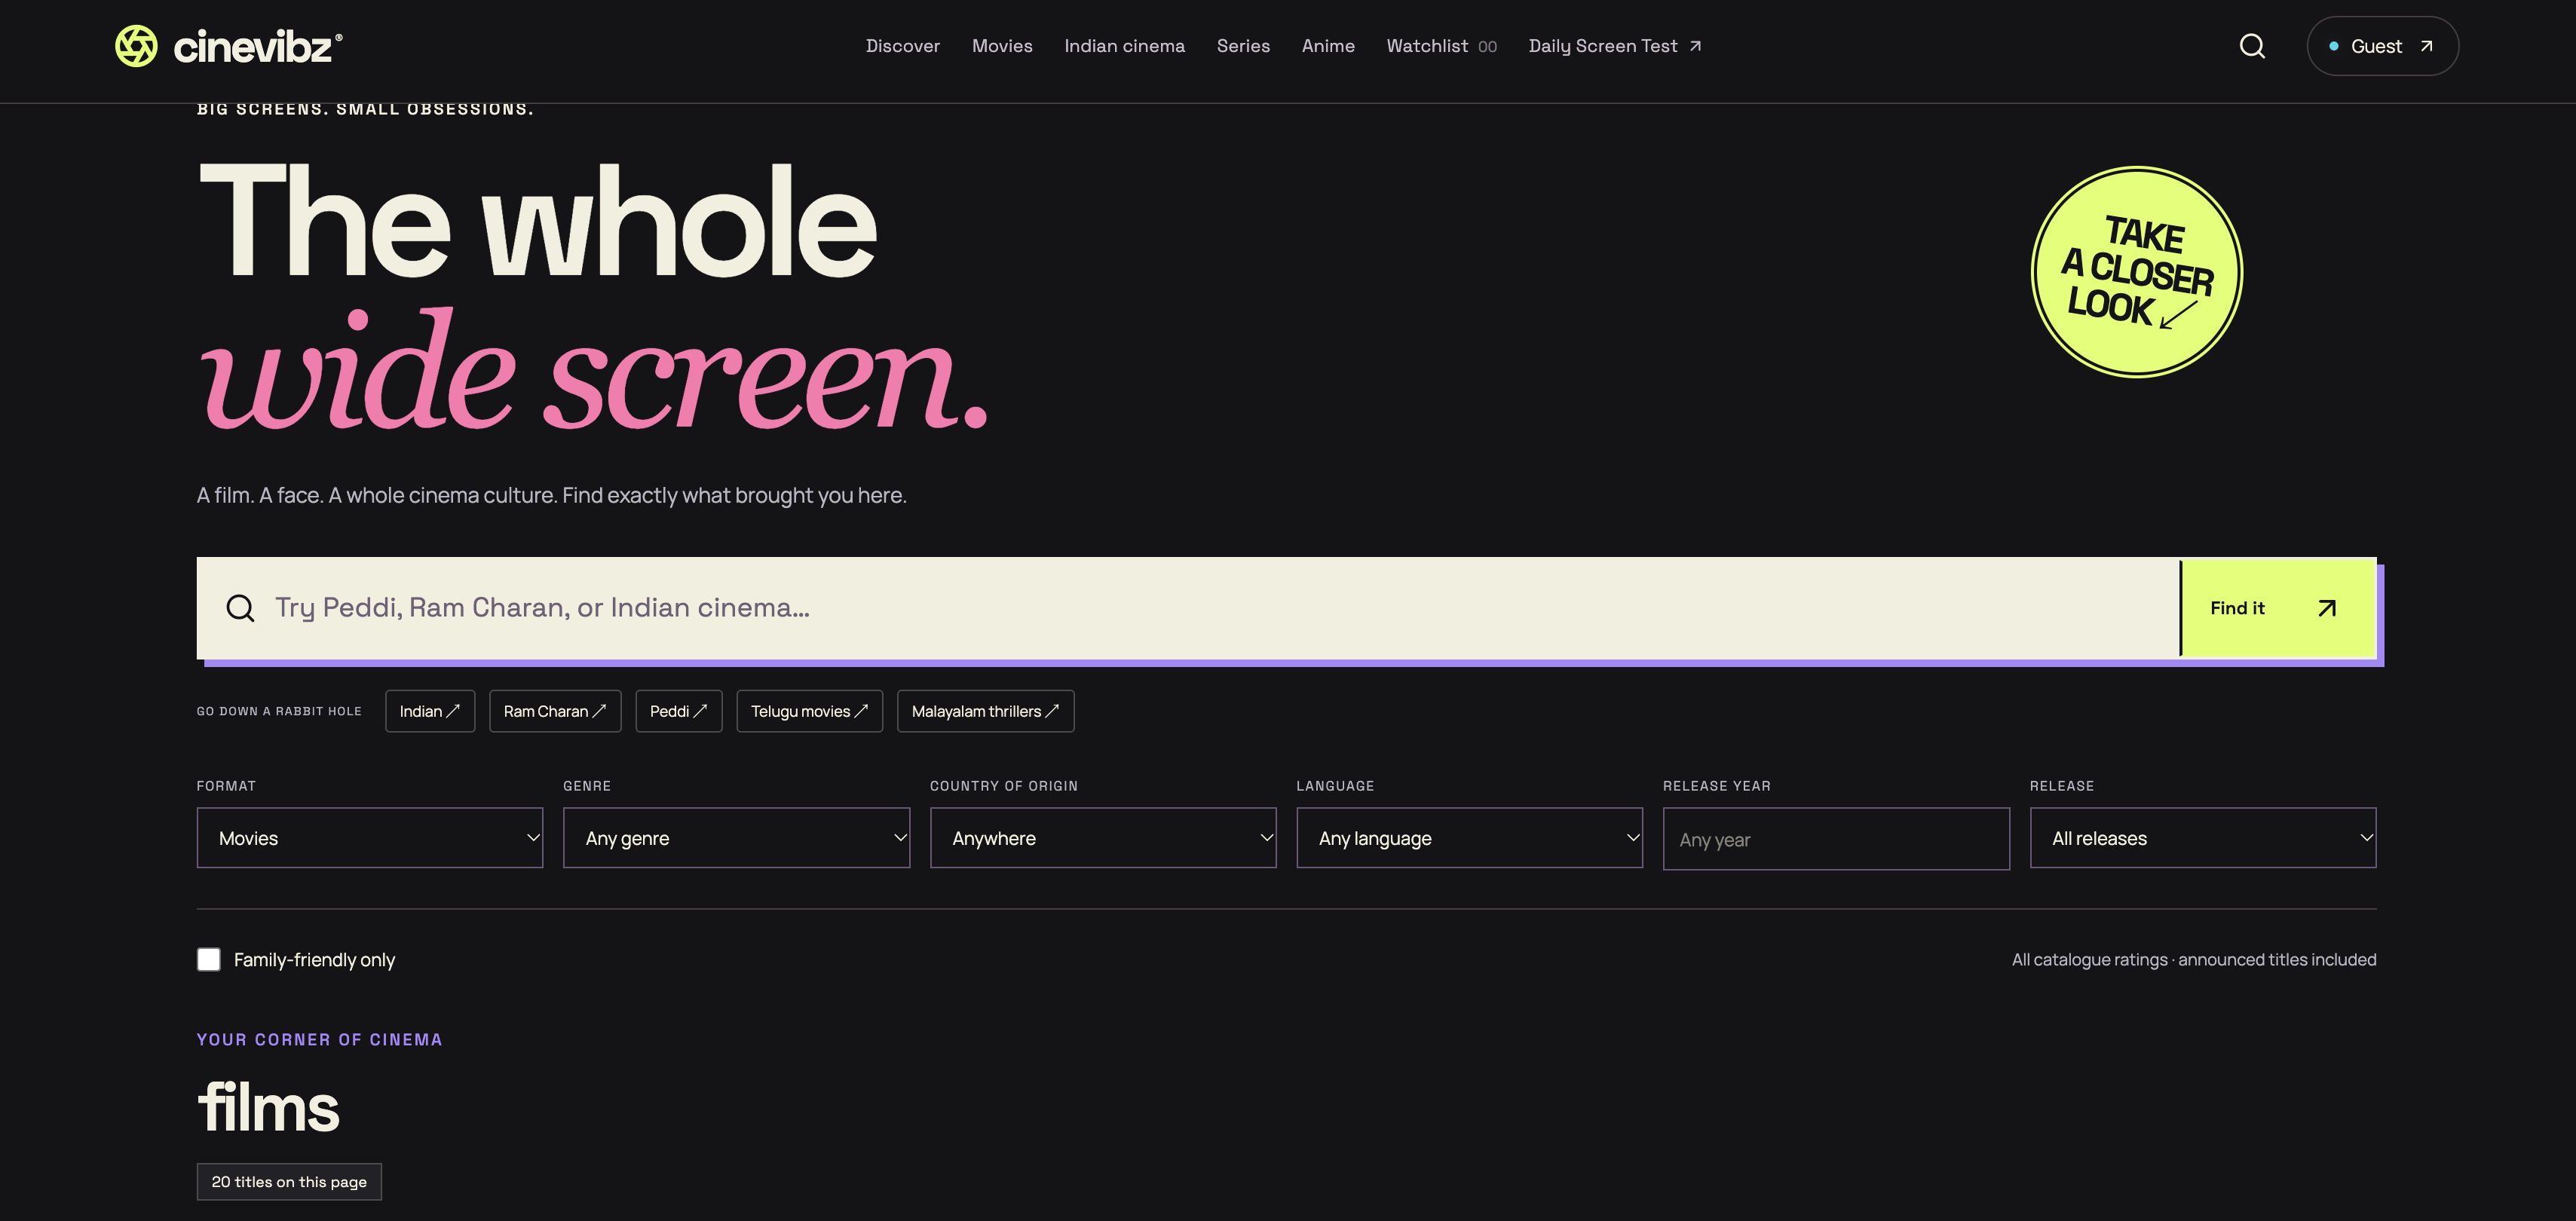 cinevibz®
Discover Movies Indian cinema Series Anime Watchlist 00 Daily Screen Test ↗
Guest ↗
BIG SCREENS. SMALL OBSESSIONS.
The whole
wide screen.
TAKE
A CLOSER
LOOK ↙
A film. A face. A whole cinema culture. Find exactly what brought you here.
Try Peddi, Ram Charan, or Indian cinema...
Find it ↗
GO DOWN A RABBIT HOLE Indian ↗ Ram Charan ↗ Peddi ↗ Telugu movies ↗ Malayalam thrillers ↗
FORMAT GENRE COUNTRY OF ORIGIN LANGUAGE RELEASE YEAR RELEASE
Movies Any genre Anywhere Any language Any year All releases
Family-friendly only
All catalogue ratings · announced titles included
YOUR CORNER OF CINEMA
films
20 titles on this page